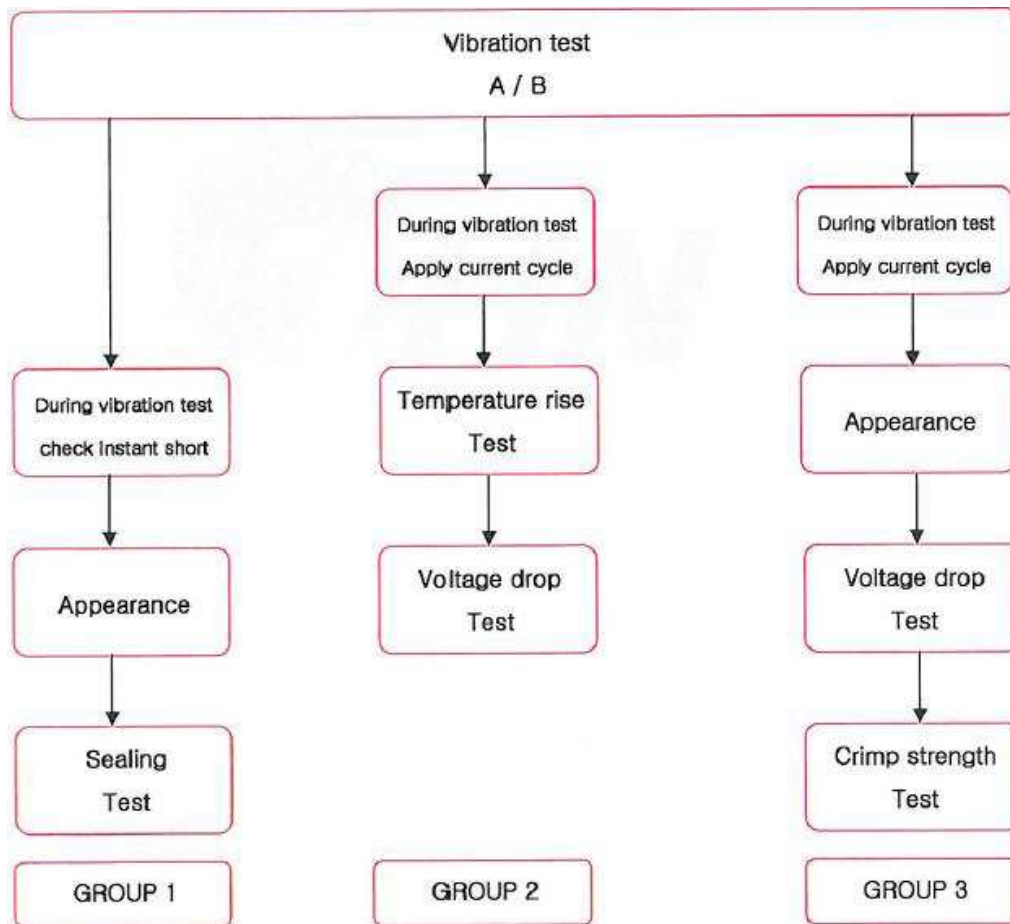 Vibration test
A / B
During vibration test
check instant short
Appearance
Sealing
Test
GROUP 1
During vibration test
Apply current cycle
Temperature rise
Test
Voltage drop
Test
GROUP 2
During vibration test
Apply current cycle
Appearance
Voltage drop
Test
Crimp strength
Test
GROUP 3